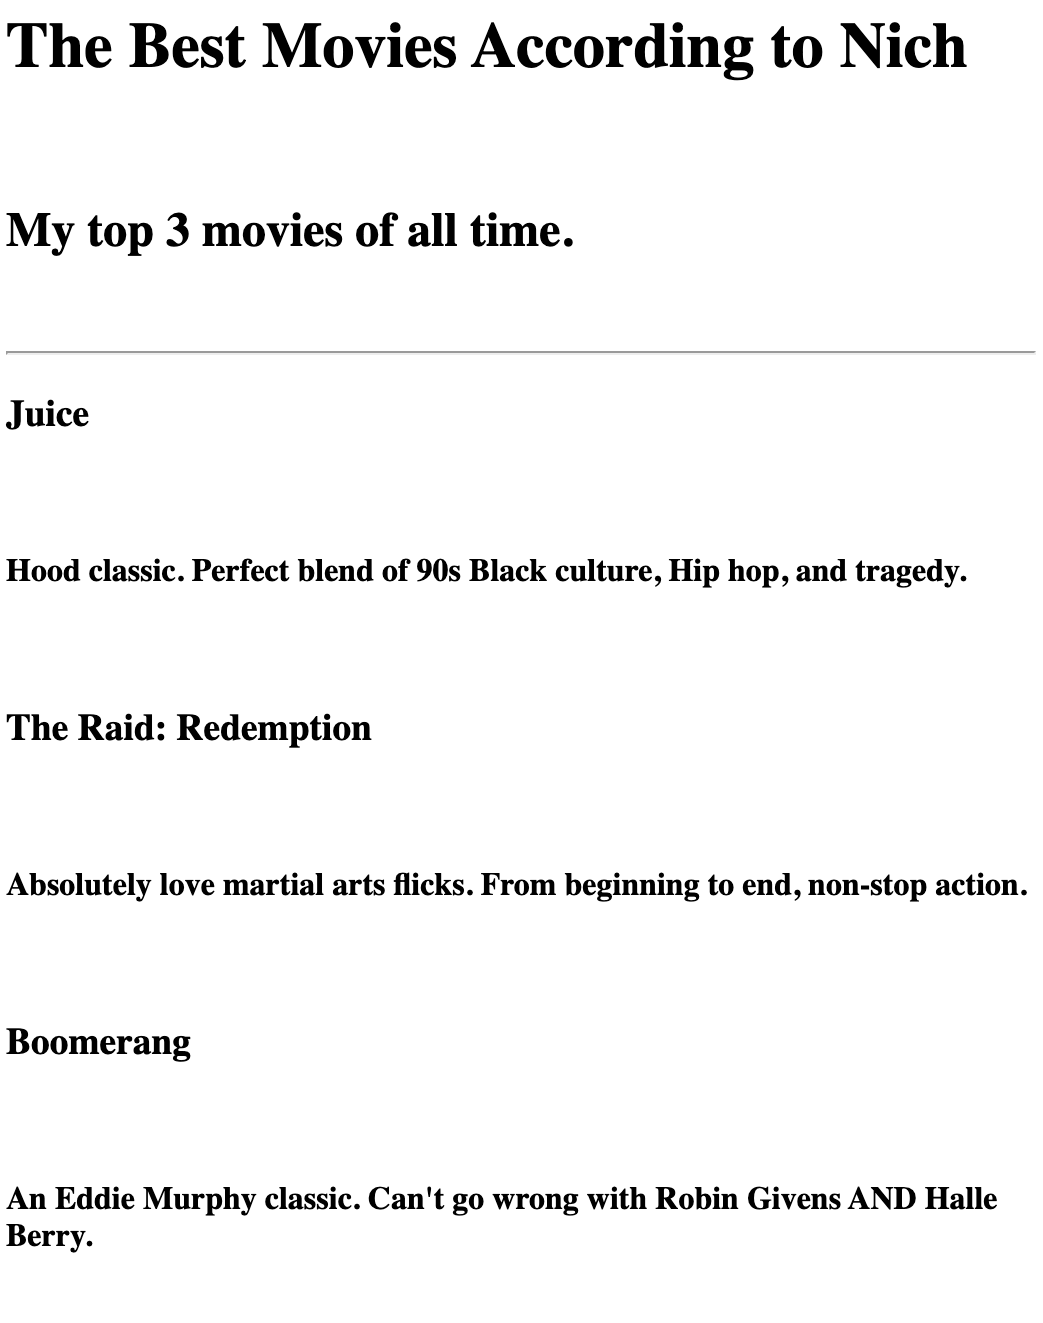 The Best Movies According to Nich
My top 3 movies of all time.
Juice
Hood classic. Perfect blend of 90s Black culture, Hip hop, and tragedy.
The Raid: Redemption
Absolutely love martial arts flicks. From beginning to end, non-stop action.
Boomerang
An Eddie Murphy classic. Can't go wrong with Robin Givens AND Halle
Berry.